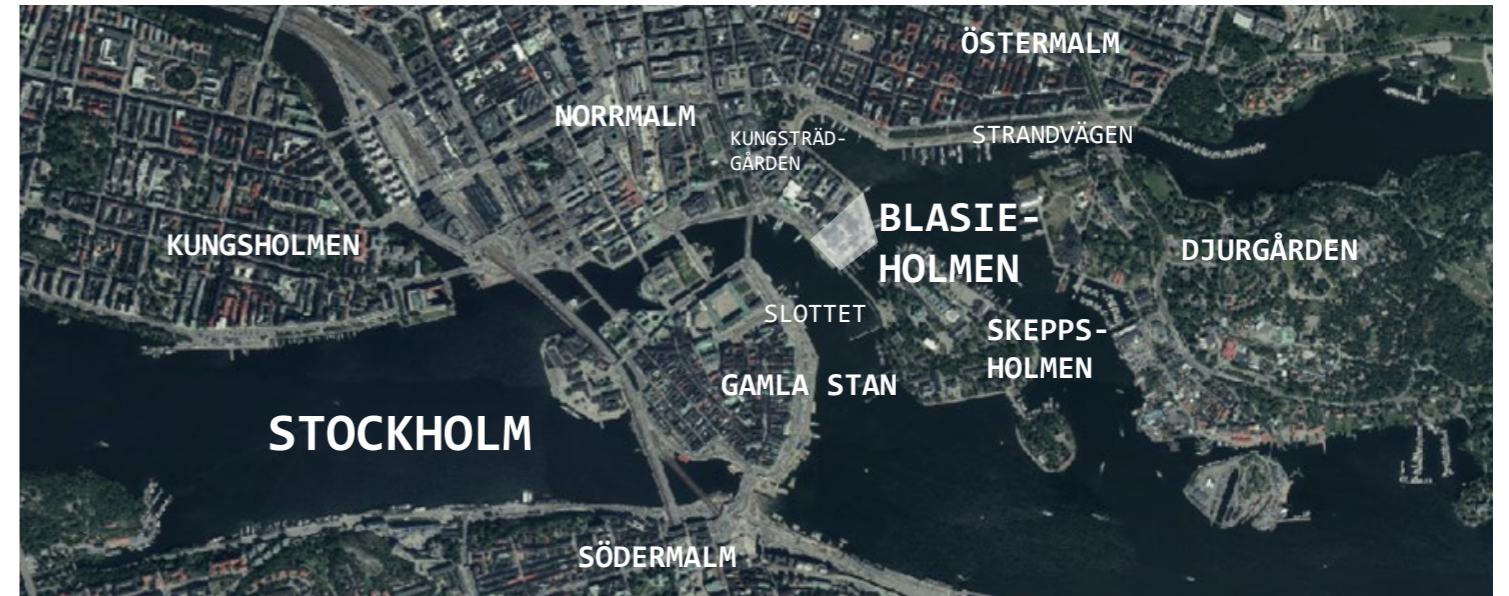 ÖSTERMALM
NORRMALM
KUNGSTRÄD-
GÅRDEN
STRANDVÄGEN
BLASIE-
HOLMEN
KUNGSHOLMEN
DJURGÅRDEN
SLOTTET
SKEPPS-
HOLMEN
GAMLA STAN
STOCKHOLM
SÖDERMALM